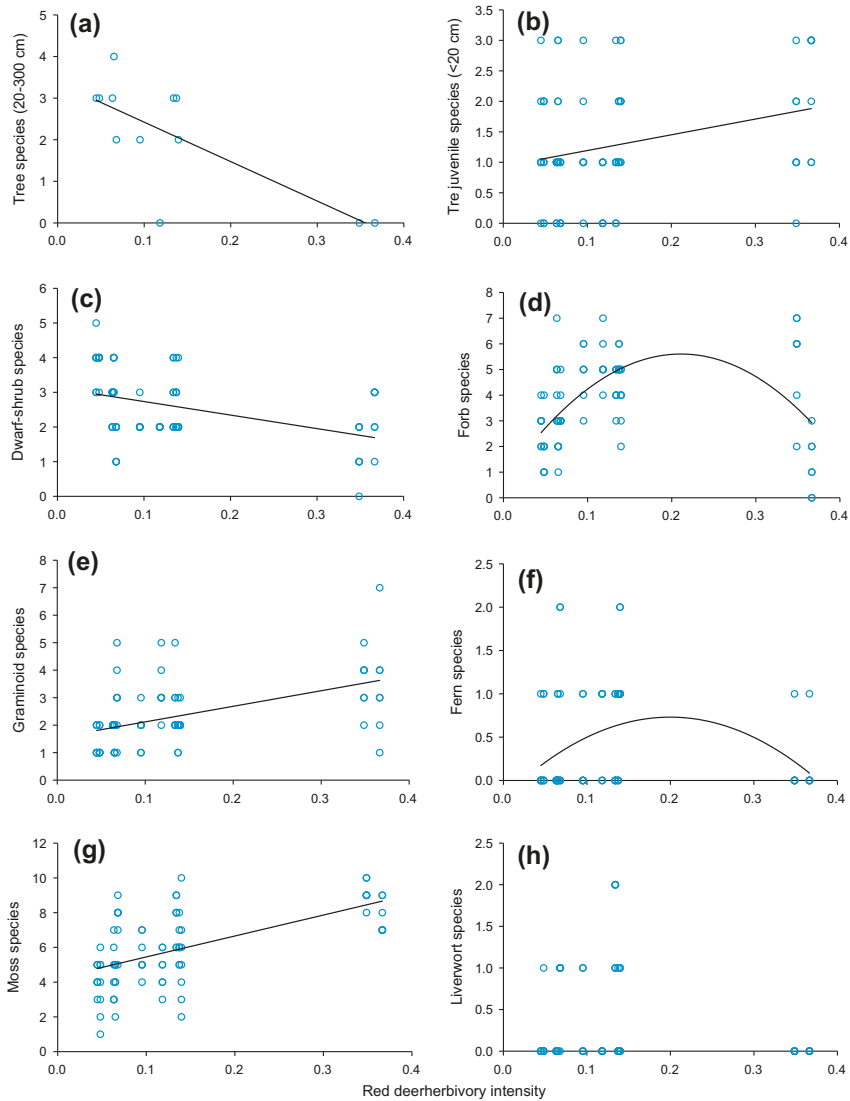 (a)
Tree species (20-300 cm)
5
4
3
2
1
0
0.0 0.1 0.2 0.3 0.4
(b)
Tre juvenile species (<20 cm)
3.5
3.0
2.5
2.0
1.5
1.0
0.5
0.0
0.0 0.1 0.2 0.3 0.4
(c)
Dwarf-shrub species
6
5
4
3
2
1
0
0.0 0.1 0.2 0.3 0.4
(d)
Forb species
8
7
6
5
4
3
2
1
0
0.0 0.1 0.2 0.3 0.4
(e)
Graminoid species
8
7
6
5
4
3
2
1
0
0.0 0.1 0.2 0.3 0.4
(f)
Fern species
2.5
2.0
1.5
1.0
0.5
0.0
0.0 0.1 0.2 0.3 0.4
(g)
Moss species
12
10
8
6
4
2
0
0.0 0.1 0.2 0.3 0.4
(h)
Liverwort species
2.5
2.0
1.5
1.0
0.5
0.0
0.0 0.1 0.2 0.3 0.4
Red deerherbivory intensity